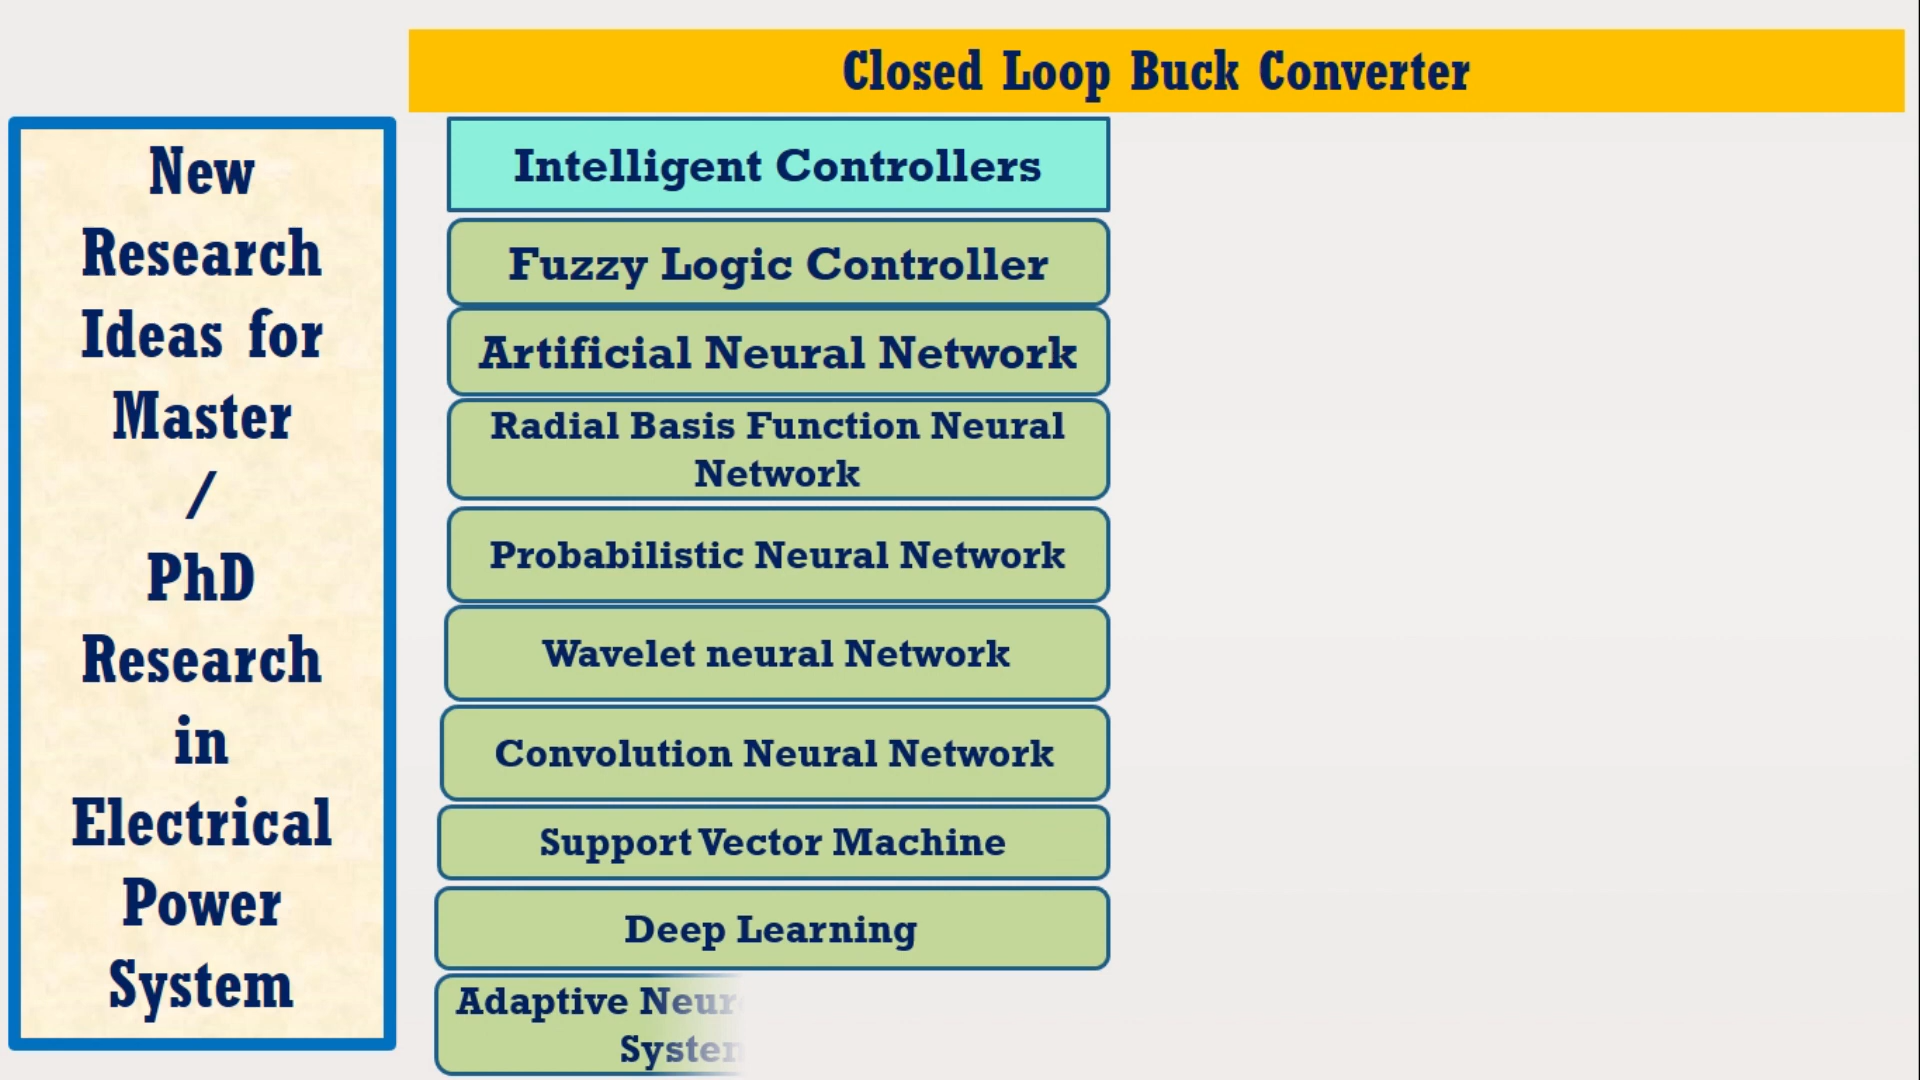 Closed Loop Buck Converter
New
Research
Ideas for
Master
/
PhD
Research
in
Electrical
Power
System
Intelligent Controllers
Fuzzy Logic Controller
Artificial Neural Network
Radial Basis Function Neural
Network
Probabilistic Neural Network
Wavelet neural Network
Convolution Neural Network
Support Vector Machine
Deep Learning
Adaptive